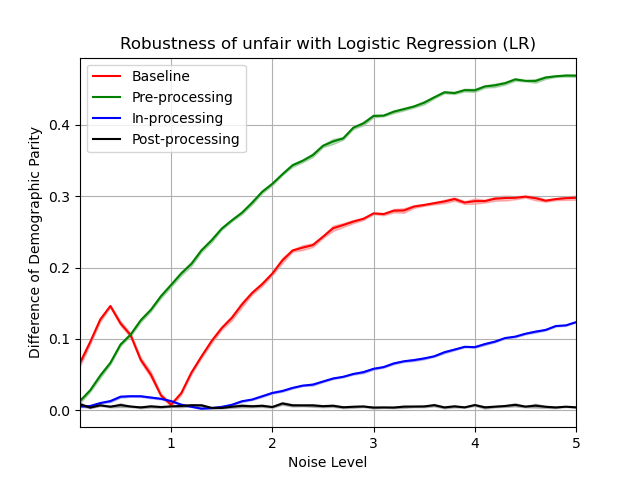 Robustness of unfair with Logistic Regression (LR)
Baseline
Pre-processing
In-processing
Post-processing
Difference of Demographic Parity
0.4
0.3
0.2
0.1
0.0
1 2 3 4 5
Noise Level